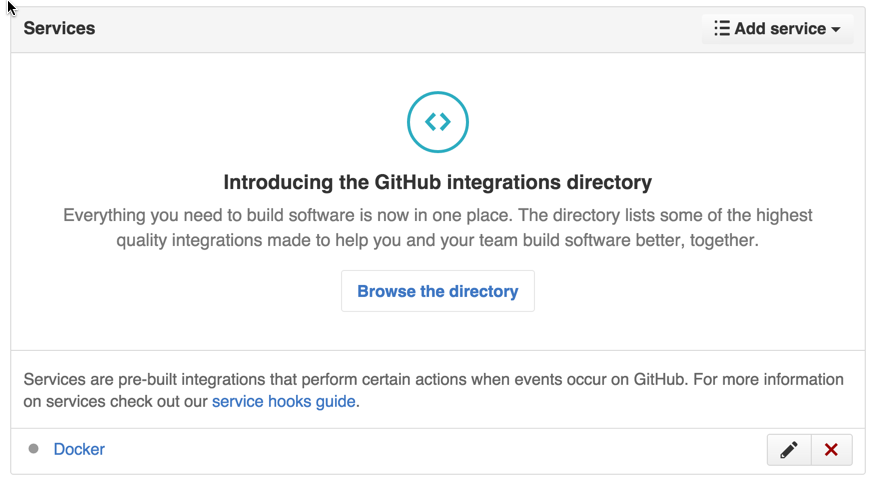 Services
Add service
Introducing the GitHub integrations directory
Everything you need to build software is now in one place. The directory lists some of the highest
quality integrations made to help you and your team build software better, together.
Browse the directory
Services are pre-built integrations that perform certain actions when events occur on GitHub. For more information
on services check out our service hooks guide.
Docker